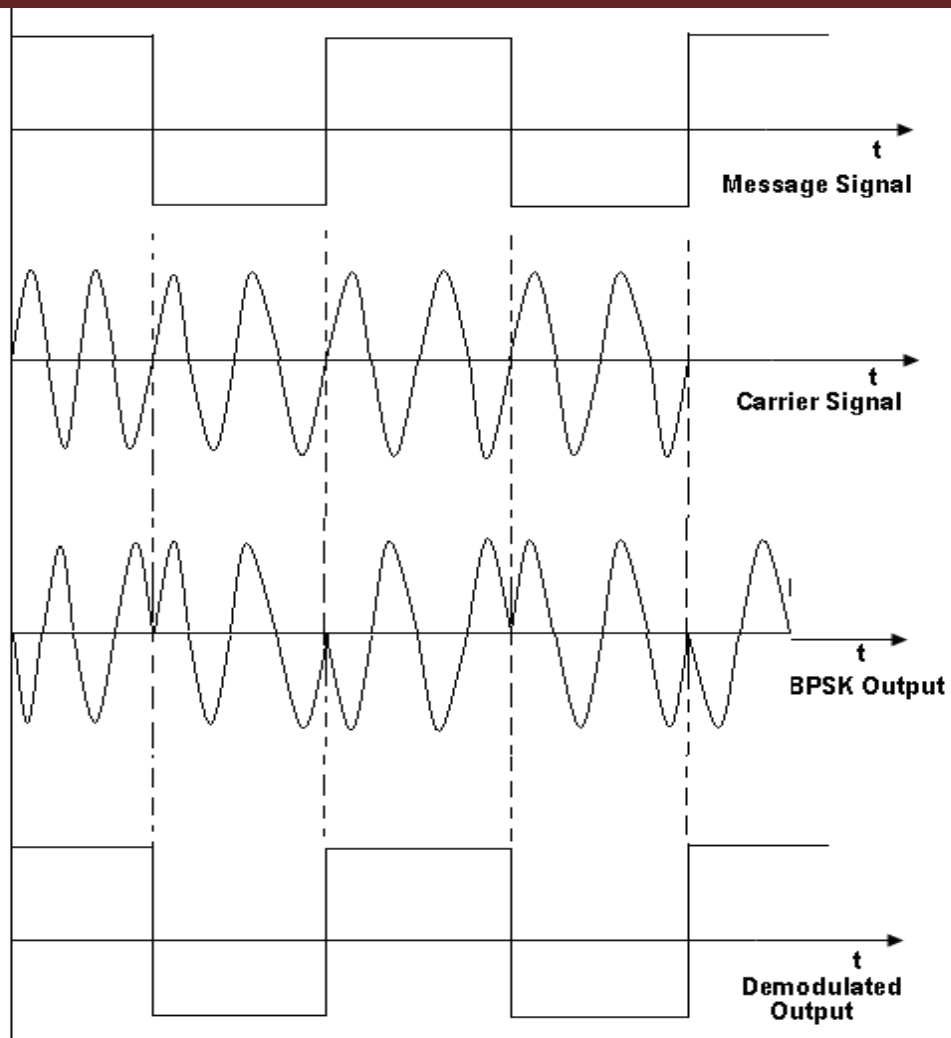 t
Message Signal
t
Carrier Signal
t
BPSK Output
t
Demodulated
Output